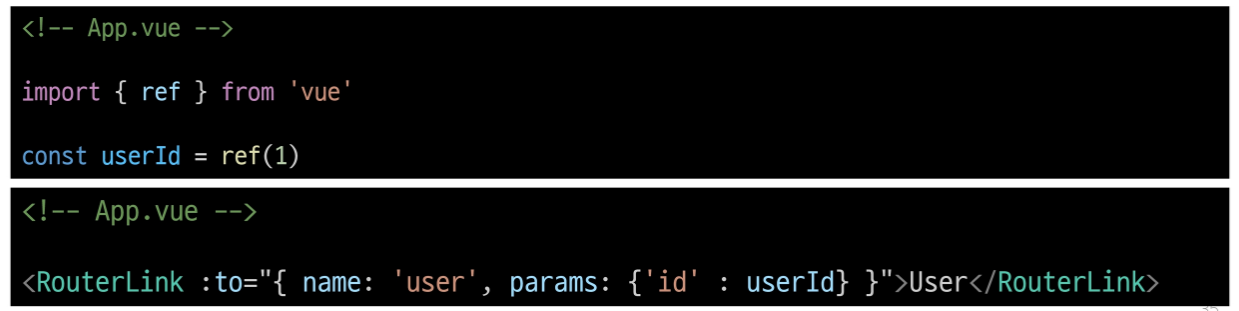 <!-- App.vue -->
import { ref } from 'vue'
const userId = ref(1)
<!-- App.vue -->
<RouterLink :to="{ name: 'user', params: {'id' : userId} }">User</RouterLink>